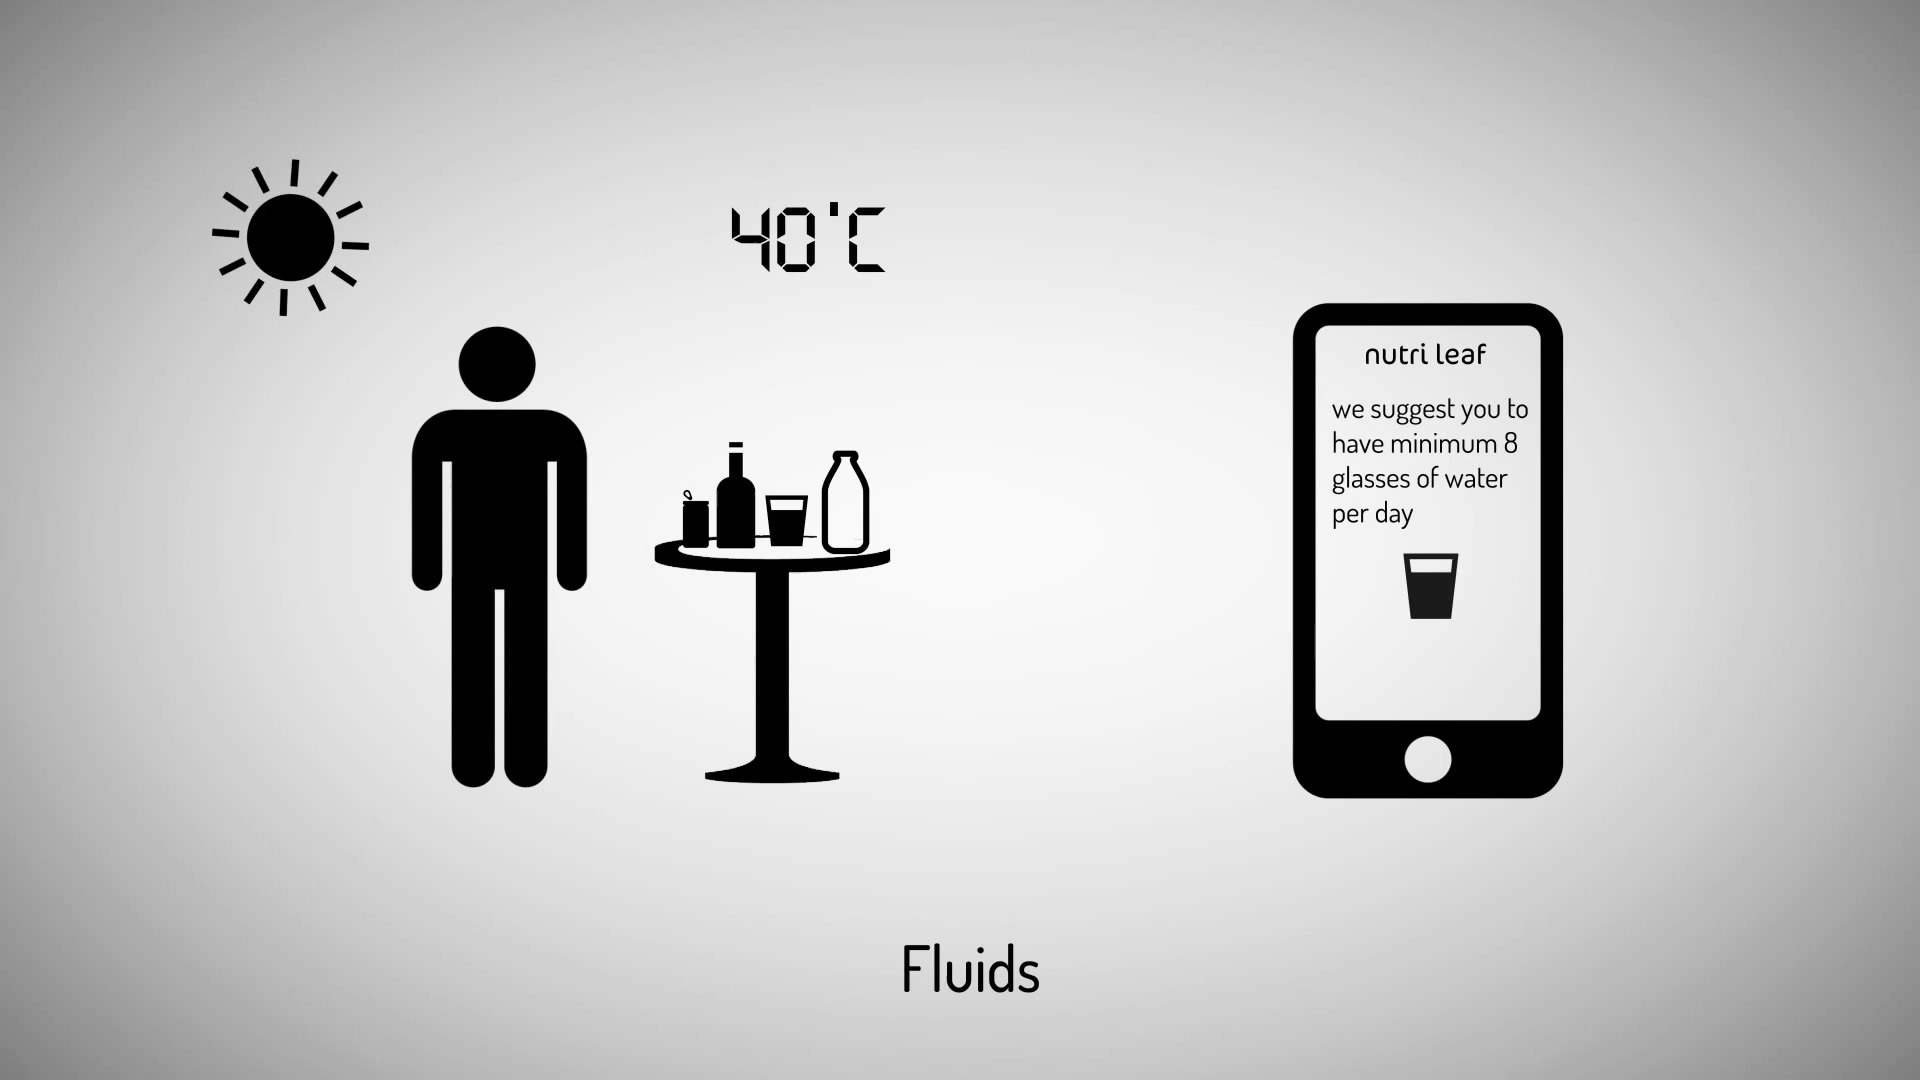 40'C
nutri leaf
we suggest you to
have minimum 8
glasses of water
per day
Fluids